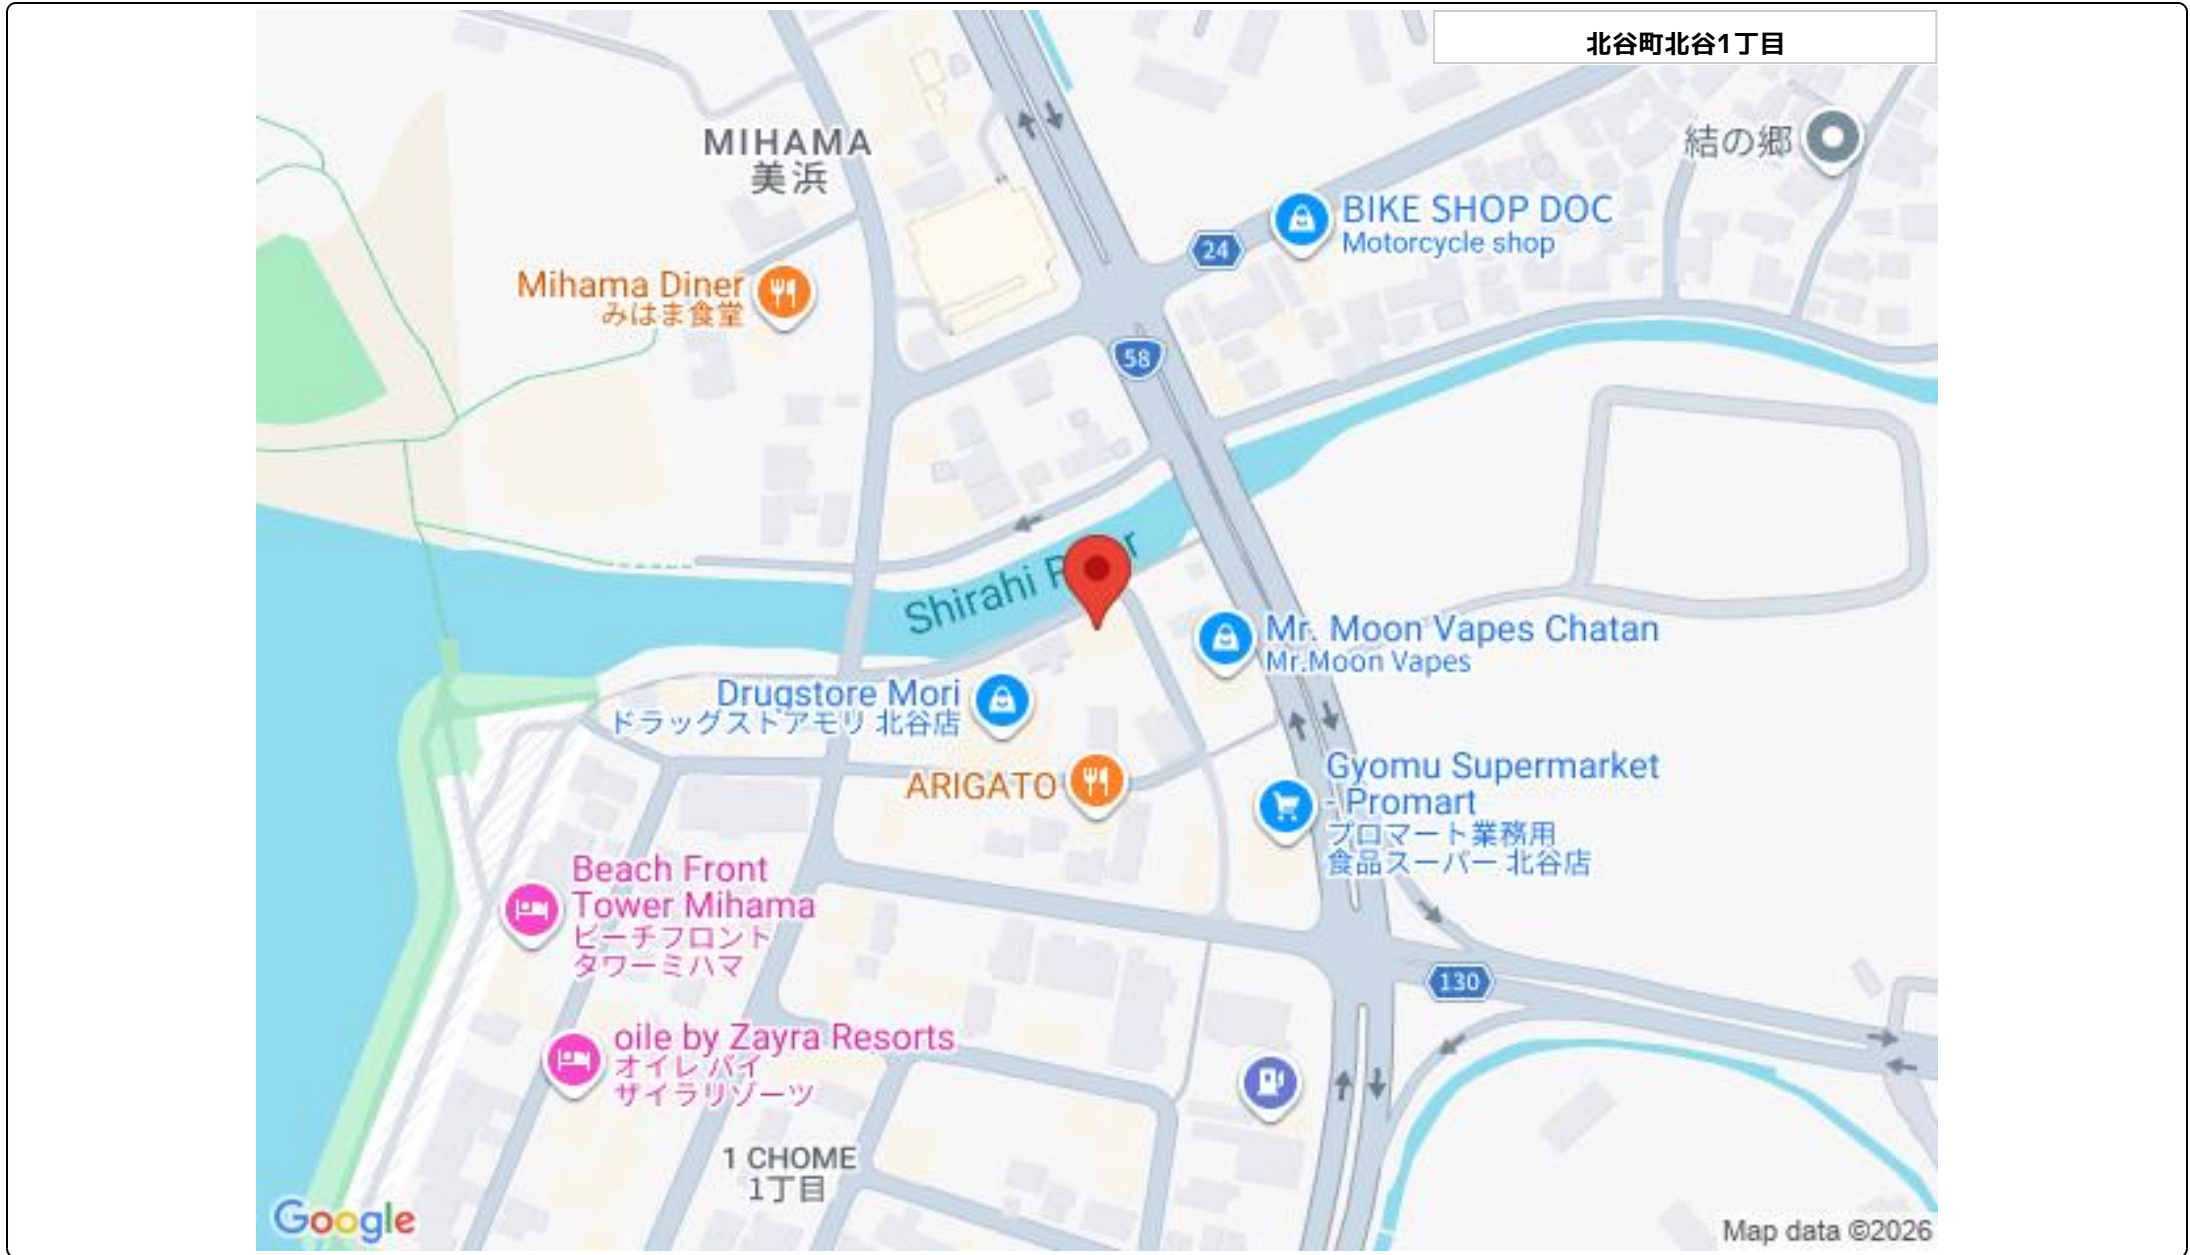 北谷町北谷1丁目
MIHAMA
美浜
結の郷
BIKE SHOP DOC
Motorcycle shop
24
Mihama Diner
みはま食堂
58
Shirahi
Mr. Moon Vapes Chatan
Mr.Moon Vapes
Drugstore Mori
ドラッグストアモリ 北谷店
ARIGATO
Gyomu Supermarket
- Promart
プロマート業務用
食品スーパー 北谷店
Beach Front
Tower Mihama
ビーチフロント
タワーミハマ
130
oile by Zayra Resorts
オイレ バイ
ザイラリゾーツ
1 CHOME
1丁目
Google
Map data ©2026